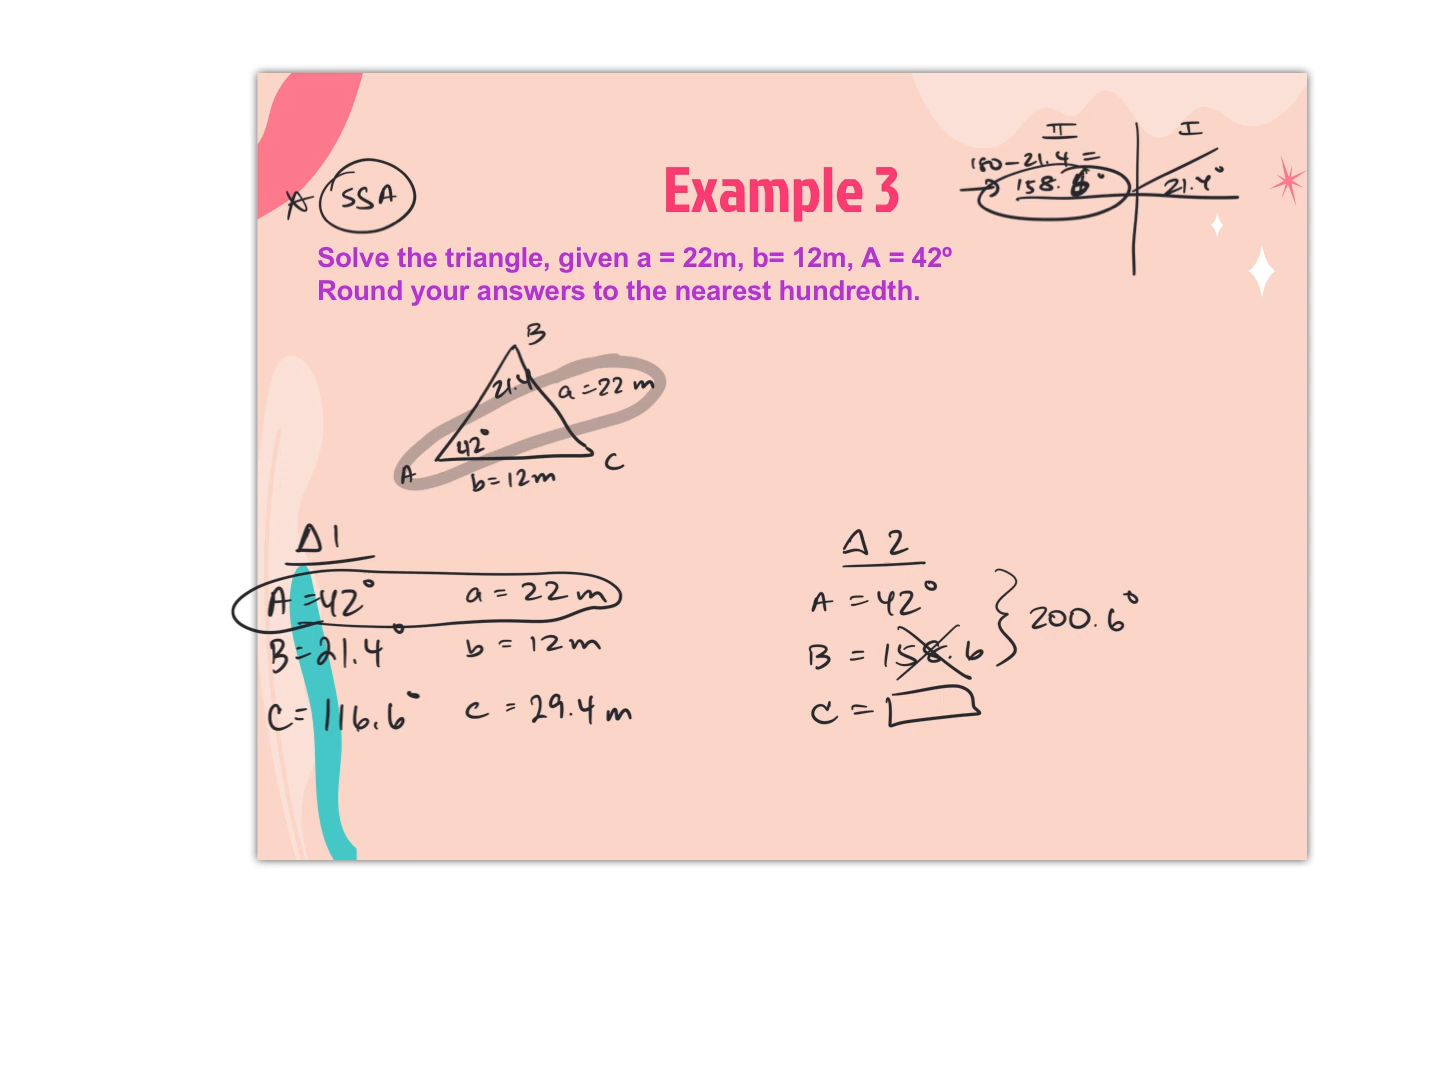 II I
180-21.4 =
→ 158.6° 21.4°
☆ SSA
Example 3
Solve the triangle, given a = 22m, b= 12m, A = 42º
Round your answers to the nearest hundredth.
B
21.4 a = 22 m
42°
A C
b = 12m
Δ1 Δ 2
A = 42° a = 22 m A = 42°
200.6°
B = 21.4° b = 12m B = 158.6
C = 116.6° c = 29.4 m C =